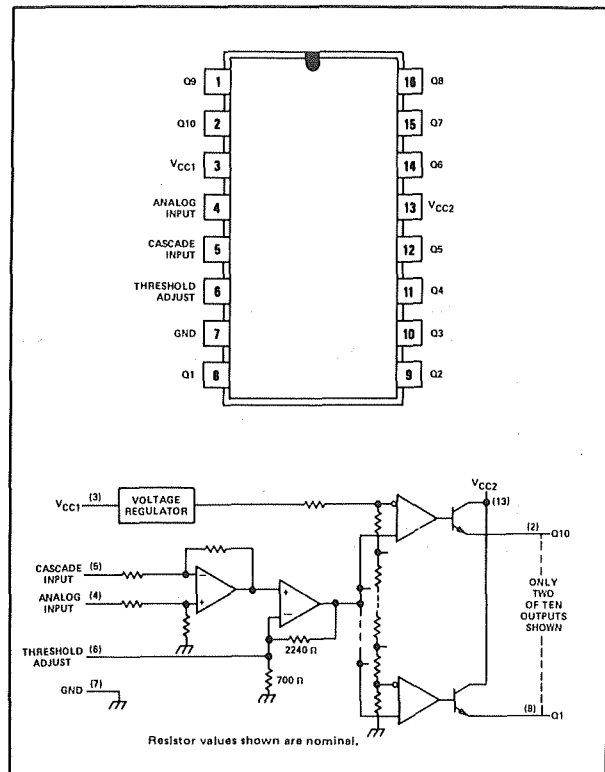 Q9 1 16 Q8
Q10 2 15 Q7
VCC1 3 14 Q6
ANALOG INPUT 4 13 VCC2
CASCADE INPUT 5 12 Q5
THRESHOLD ADJUST 6 11 Q4
GND 7 10 Q3
Q1 8 9 Q2
VCC2
(13)
VCC1 (3) VOLTAGE REGULATOR
(2) Q10
CASCADE INPUT (5)
ANALOG INPUT (4)
− +
+ −
ONLY TWO OF TEN OUTPUTS SHOWN
2240 Ω
THRESHOLD ADJUST (6)
700 Ω
GND (7)
(8) Q1
Resistor values shown are nominal.